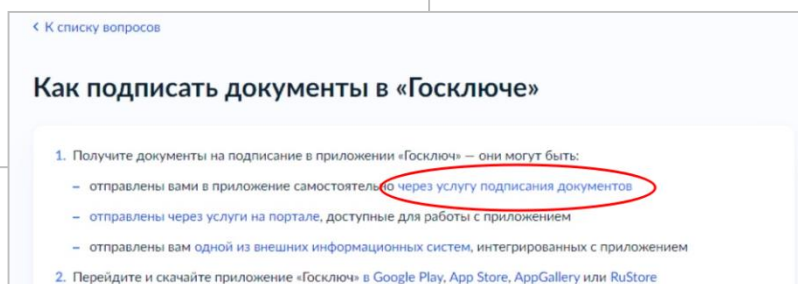 < К списку вопросов
Как подписать документы в «Госключе»
1. Получите документы на подписание в приложении «Госключ» — они могут быть:
– отправлены вами в приложение самостоятельно через услугу подписания документов
– отправлены через услуги на портале, доступные для работы с приложением
– отправлены вам одной из внешних информационных систем, интегрированных с приложением
2. Перейдите и скачайте приложение «Госключ» в Google Play, App Store, AppGallery или RuStore